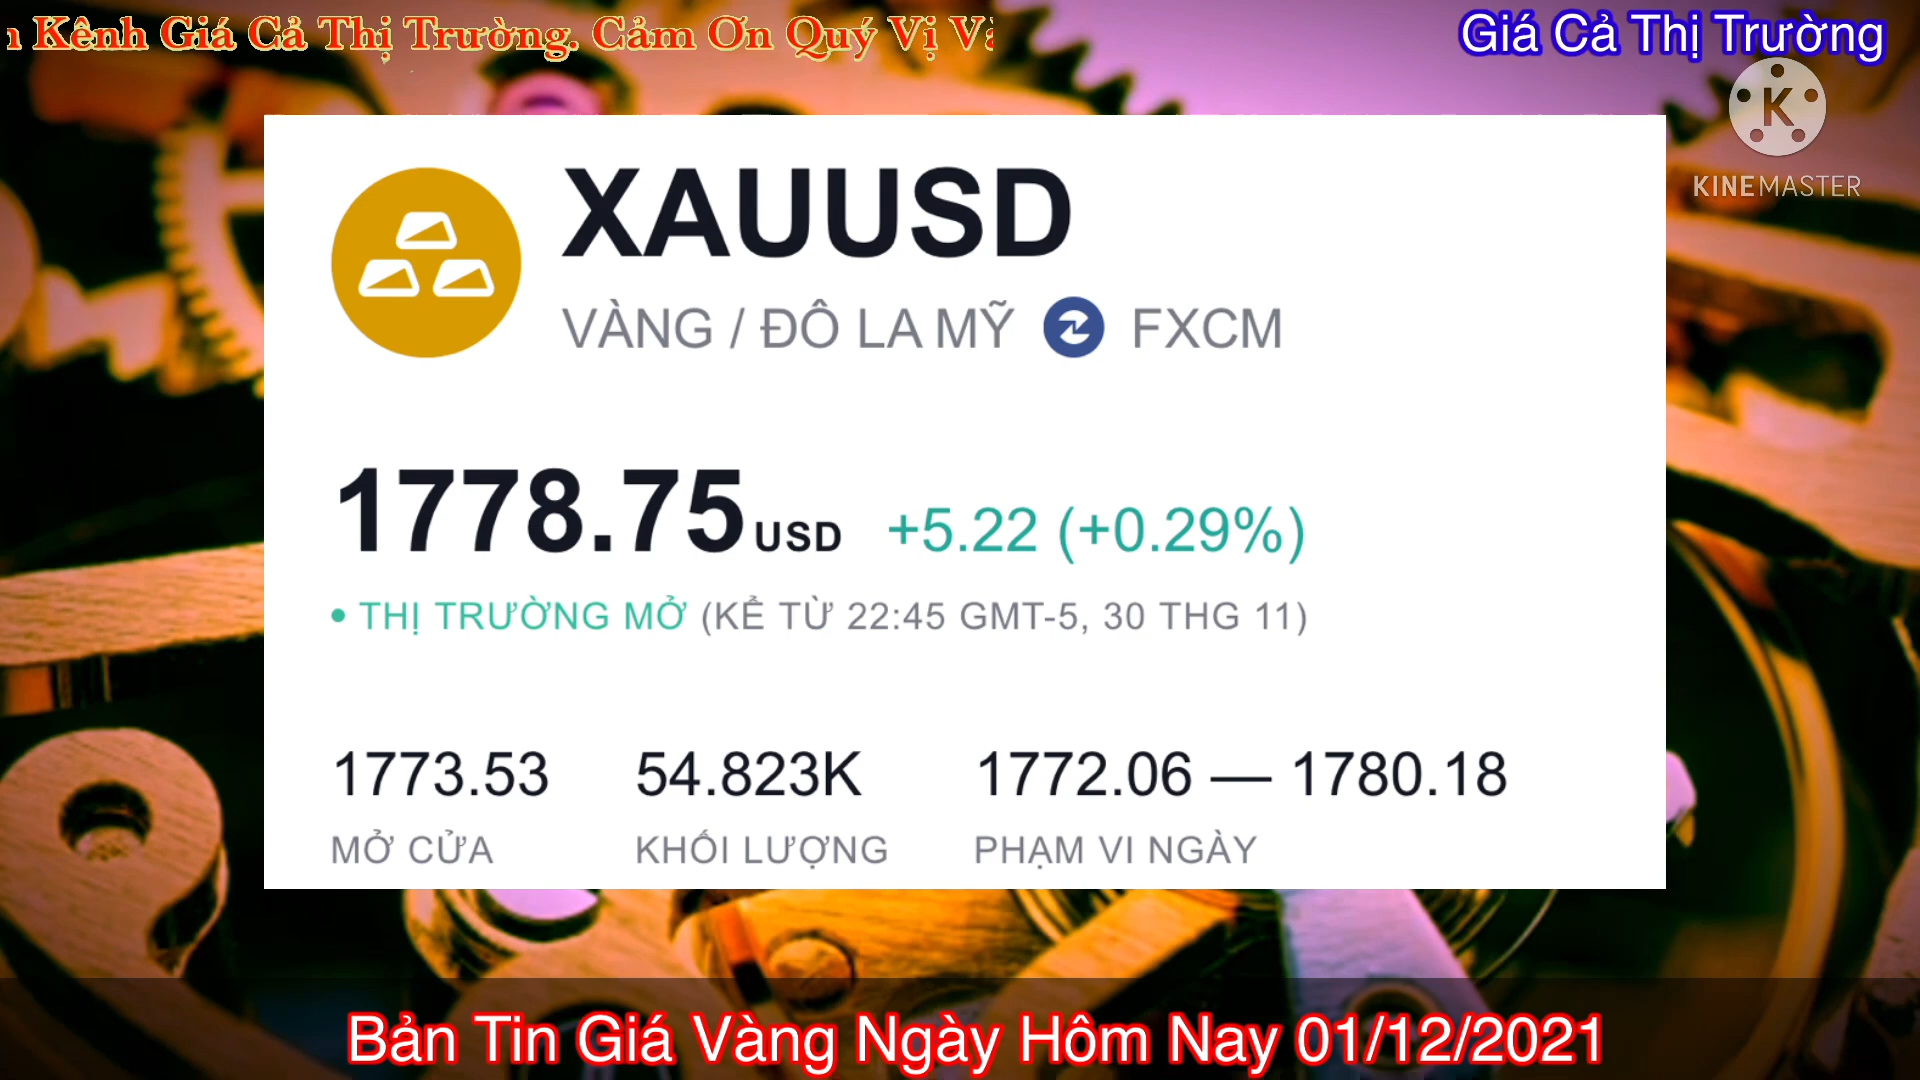 Kênh Giá Cả Thị Trường. Cảm Ơn Quý Vị
Giá Cả Thị Trường
K
KINEMASTER
XAUUSD
VÀNG / ĐÔ LA MỸ FXCM
1778.75 USD +5.22 (+0.29%)
• THỊ TRƯỜNG MỞ (KỂ TỪ 22:45 GMT-5, 30 THG 11)
1773.53 54.823K 1772.06 — 1780.18
MỞ CỬA KHỐI LƯỢNG PHẠM VI NGÀY
Bản Tin Giá Vàng Ngày Hôm Nay 01/12/2021